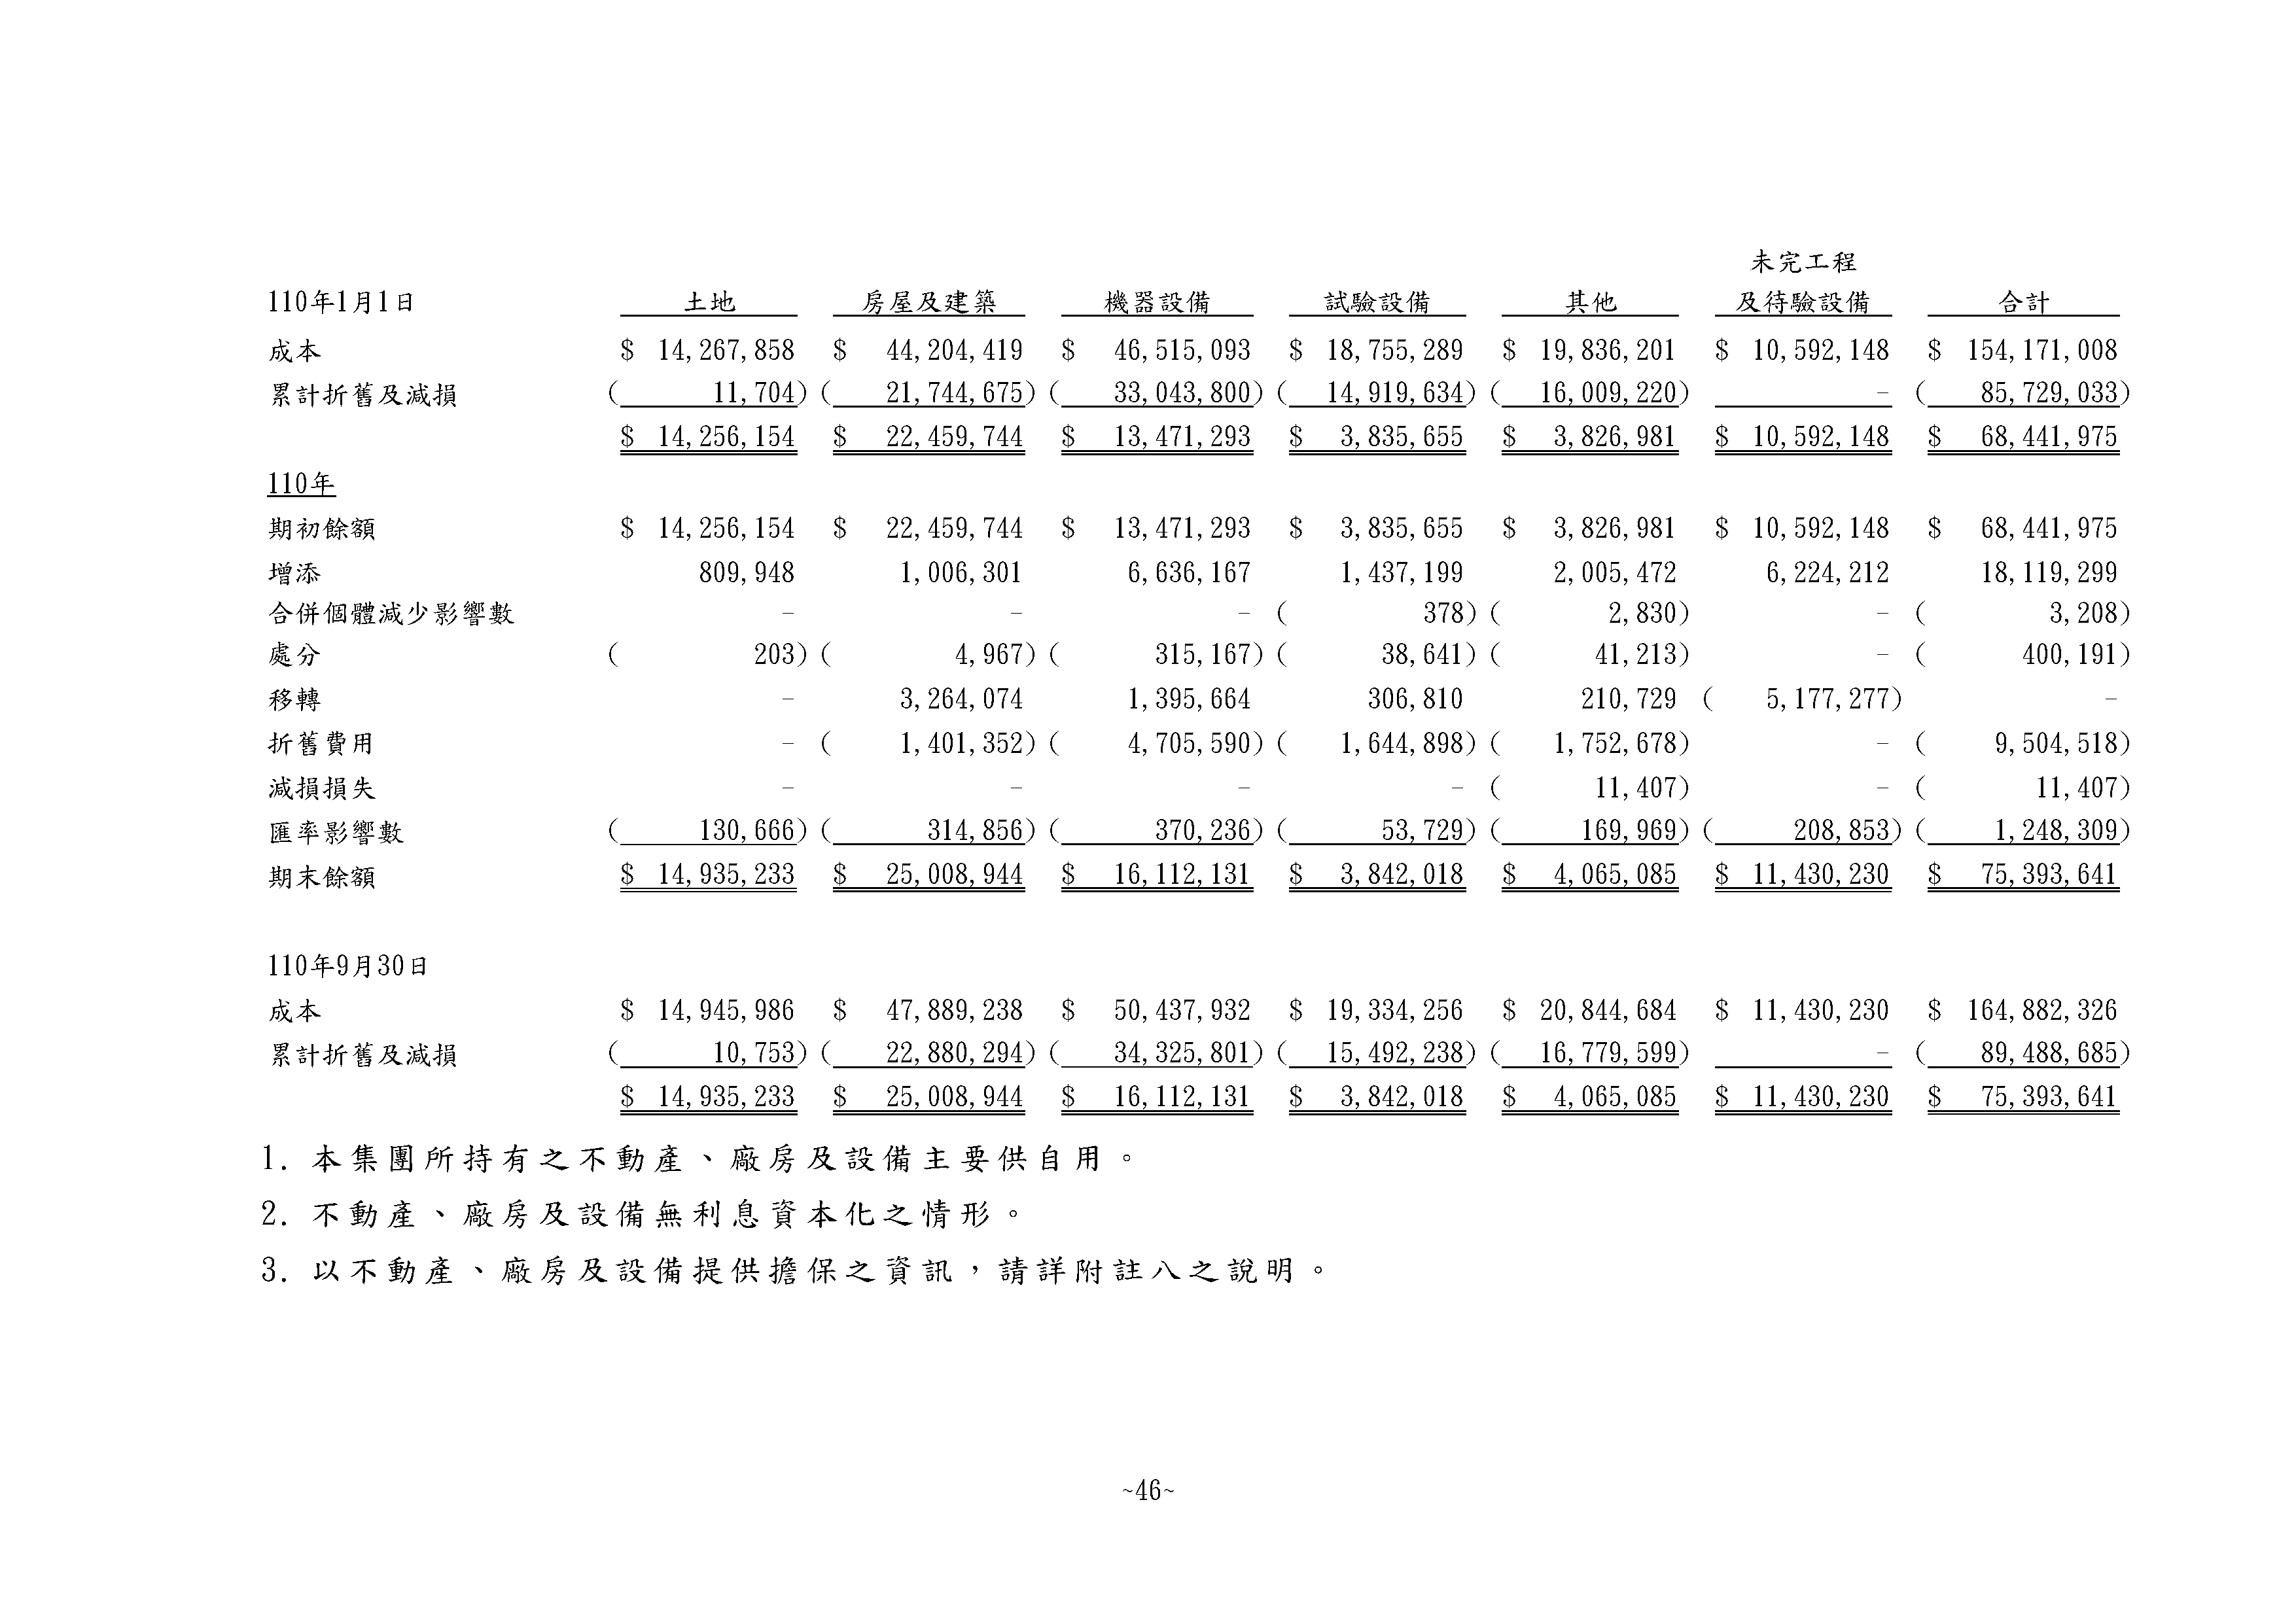 未完工程
110年1月1日 土地 房屋及建築 機器設備 試驗設備 其他 及待驗設備 合計
成本 $ 14,267,858 $ 44,204,419 $ 46,515,093 $ 18,755,289 $ 19,836,201 $ 10,592,148 $ 154,171,008
累計折舊及減損 ( 11,704) ( 21,744,675) ( 33,043,800) ( 14,919,634) ( 16,009,220) - ( 85,729,033)
$ 14,256,154 $ 22,459,744 $ 13,471,293 $ 3,835,655 $ 3,826,981 $ 10,592,148 $ 68,441,975
110年
期初餘額 $ 14,256,154 $ 22,459,744 $ 13,471,293 $ 3,835,655 $ 3,826,981 $ 10,592,148 $ 68,441,975
增添 809,948 1,006,301 6,636,167 1,437,199 2,005,472 6,224,212 18,119,299
合併個體減少影響數 - - - ( 378) ( 2,830) - ( 3,208)
處分 ( 203) ( 4,967) ( 315,167) ( 38,641) ( 41,213) - ( 400,191)
移轉 - 3,264,074 1,395,664 306,810 210,729 ( 5,177,277) -
折舊費用 - ( 1,401,352) ( 4,705,590) ( 1,644,898) ( 1,752,678) - ( 9,504,518)
減損損失 - - - - ( 11,407) - ( 11,407)
匯率影響數 ( 130,666) ( 314,856) ( 370,236) ( 53,729) ( 169,969) ( 208,853) ( 1,248,309)
期末餘額 $ 14,935,233 $ 25,008,944 $ 16,112,131 $ 3,842,018 $ 4,065,085 $ 11,430,230 $ 75,393,641
110年9月30日
成本 $ 14,945,986 $ 47,889,238 $ 50,437,932 $ 19,334,256 $ 20,844,684 $ 11,430,230 $ 164,882,326
累計折舊及減損 ( 10,753) ( 22,880,294) ( 34,325,801) ( 15,492,238) ( 16,779,599) - ( 89,488,685)
$ 14,935,233 $ 25,008,944 $ 16,112,131 $ 3,842,018 $ 4,065,085 $ 11,430,230 $ 75,393,641
1. 本集團所持有之不動產、廠房及設備主要供自用。
2. 不動產、廠房及設備無利息資本化之情形。
3. 以不動產、廠房及設備提供擔保之資訊，請詳附註八之說明。
~46~